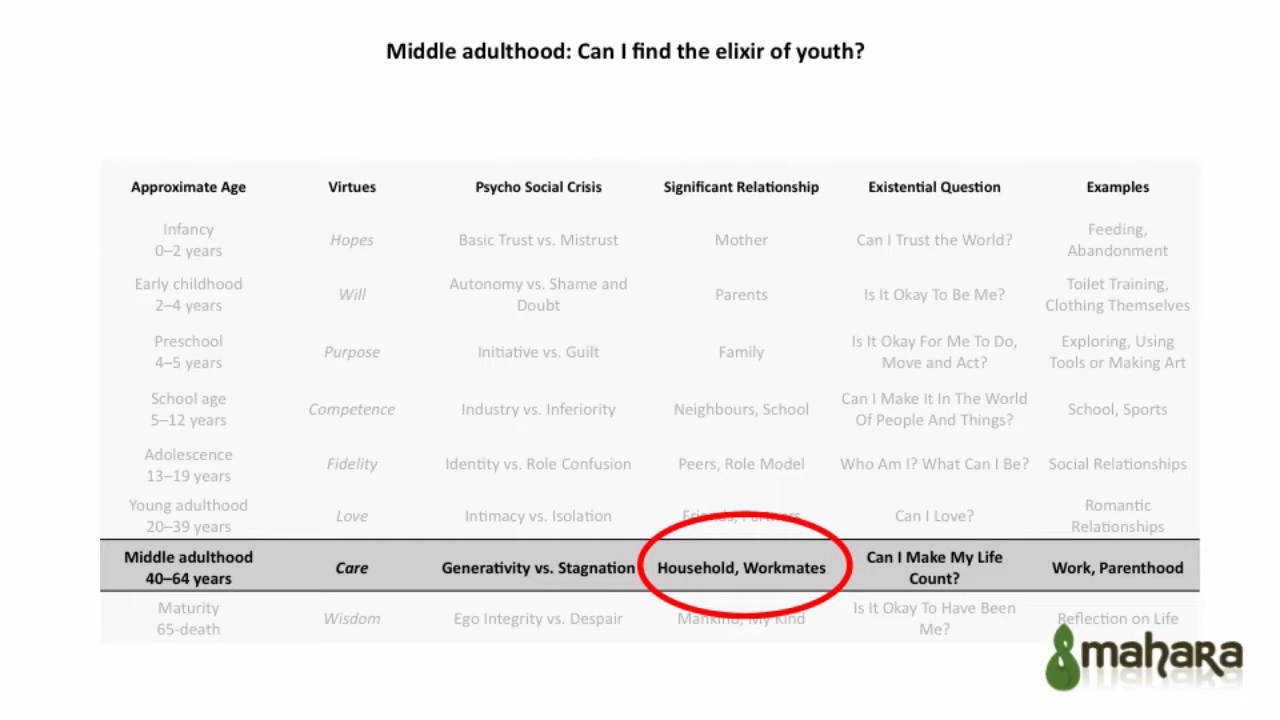 Middle adulthood: Can I find the elixir of youth?
Approximate Age Virtues Psycho Social Crisis Significant Relationship Existential Question Examples
Infancy
0–2 years
Hopes
Basic Trust vs. Mistrust
Mother
Can I Trust the World?
Feeding,
Abandonment
Early childhood
2–4 years
Will
Autonomy vs. Shame and
Doubt
Parents
Is It Okay To Be Me?
Toilet Training,
Clothing Themselves
Preschool
4–5 years
Purpose
Initiative vs. Guilt
Family
Is It Okay For Me To Do,
Move and Act?
Exploring, Using
Tools or Making Art
School age
5–12 years
Competence
Industry vs. Inferiority
Neighbours, School
Can I Make It In The World
Of People And Things?
School, Sports
Adolescence
13–19 years
Fidelity
Identity vs. Role Confusion
Peers, Role Model
Who Am I? What Can I Be?
Social Relationships
Young adulthood
20–39 years
Love
Intimacy vs. Isolation
Friends, Partners
Can I Love?
Romantic
Relationships
Middle adulthood
40–64 years
Care
Generativity vs. Stagnation
Household, Workmates
Can I Make My Life
Count?
Work, Parenthood
Maturity
65-death
Wisdom
Ego Integrity vs. Despair
Mankind, My Kind
Is It Okay To Have Been
Me?
Reflection on Life
mahara